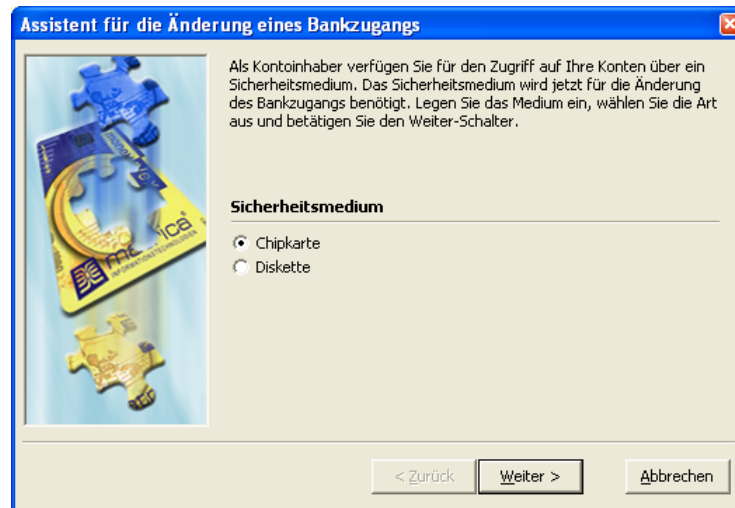 Assistent für die Änderung eines Bankzugangs
Als Kontoinhaber verfügen Sie für den Zugriff auf Ihre Konten über ein
Sicherheitsmedium. Das Sicherheitsmedium wird jetzt für die Änderung
des Bankzugangs benötigt. Legen Sie das Medium ein, wählen Sie die Art
aus und betätigen Sie den Weiter-Schalter.
Sicherheitsmedium
Chipkarte
Diskette
INFORMATIONSTECHNOLOGIEN
< Zurück
Weiter >
Abbrechen